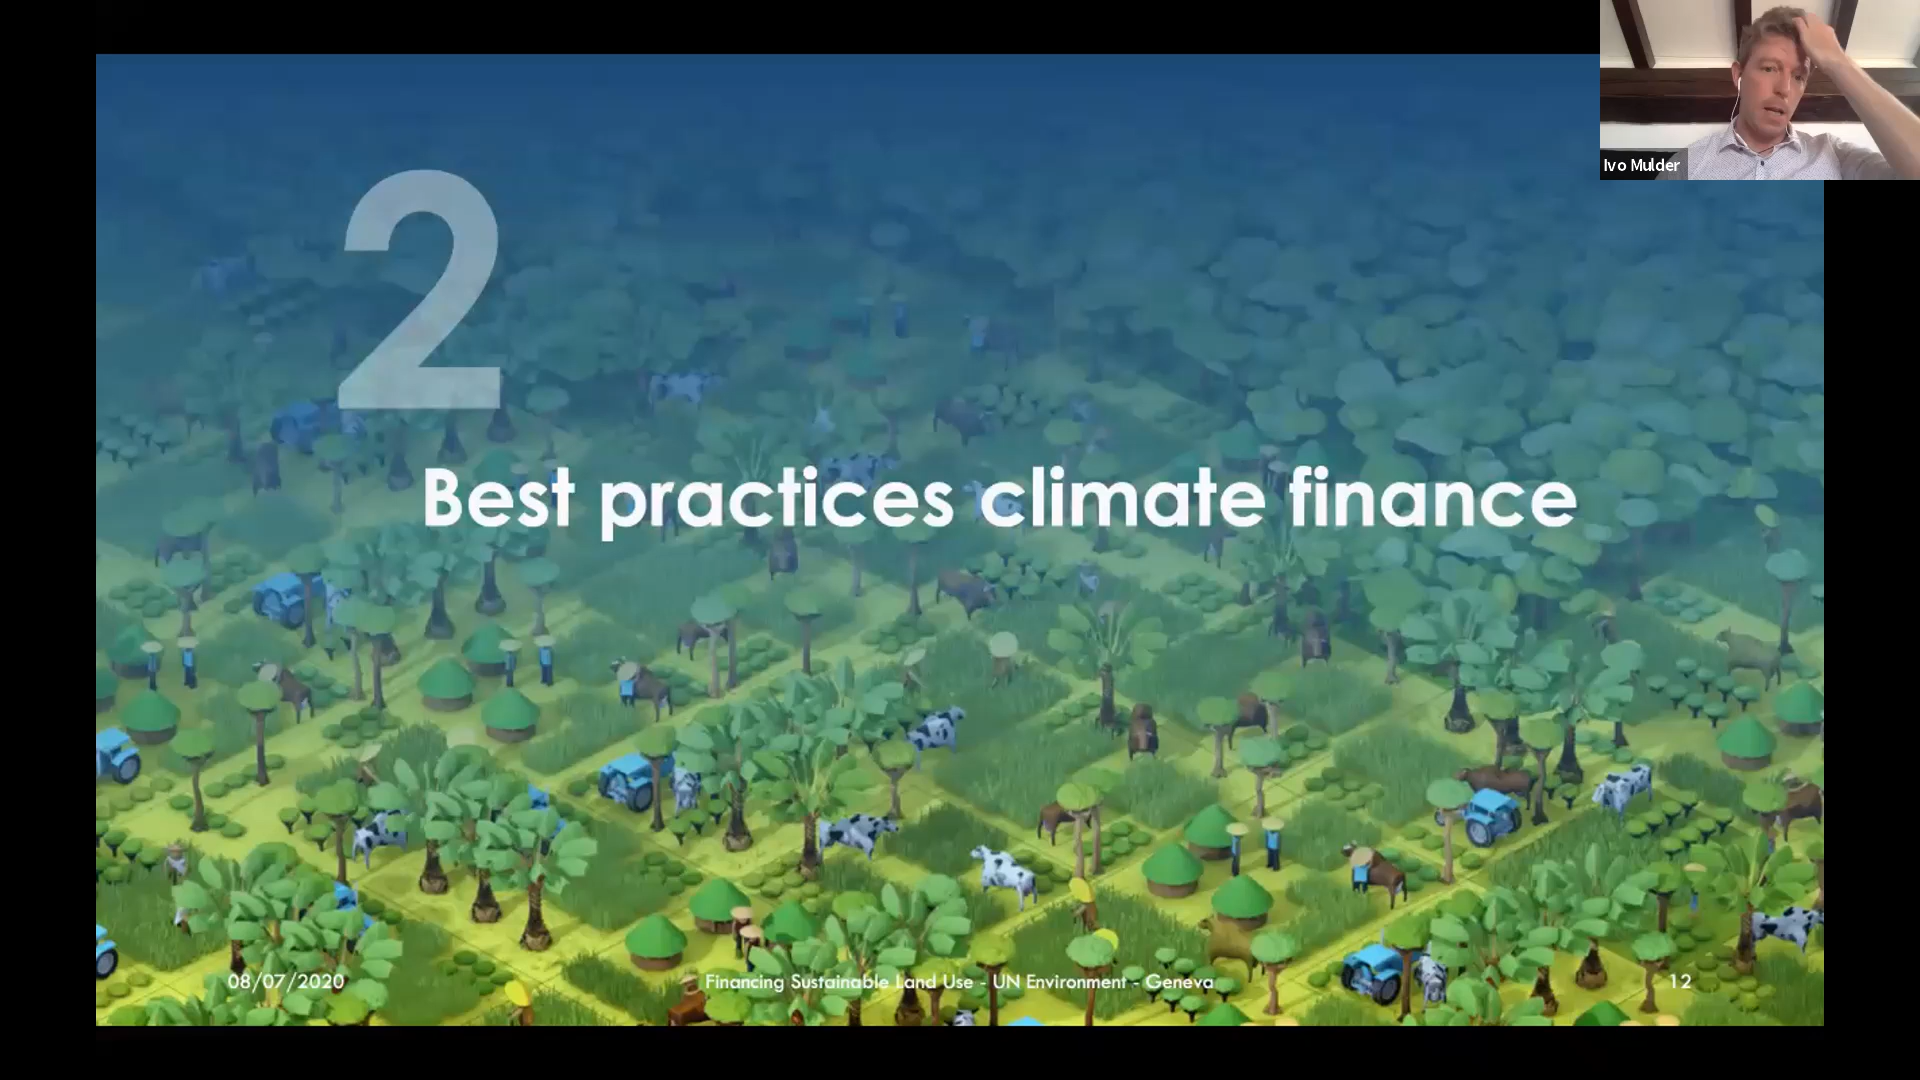 Ivo Mulder
2
Best practices climate finance
08/07/2020
Financing Sustainable Land Use - UN Environment - Geneva
12